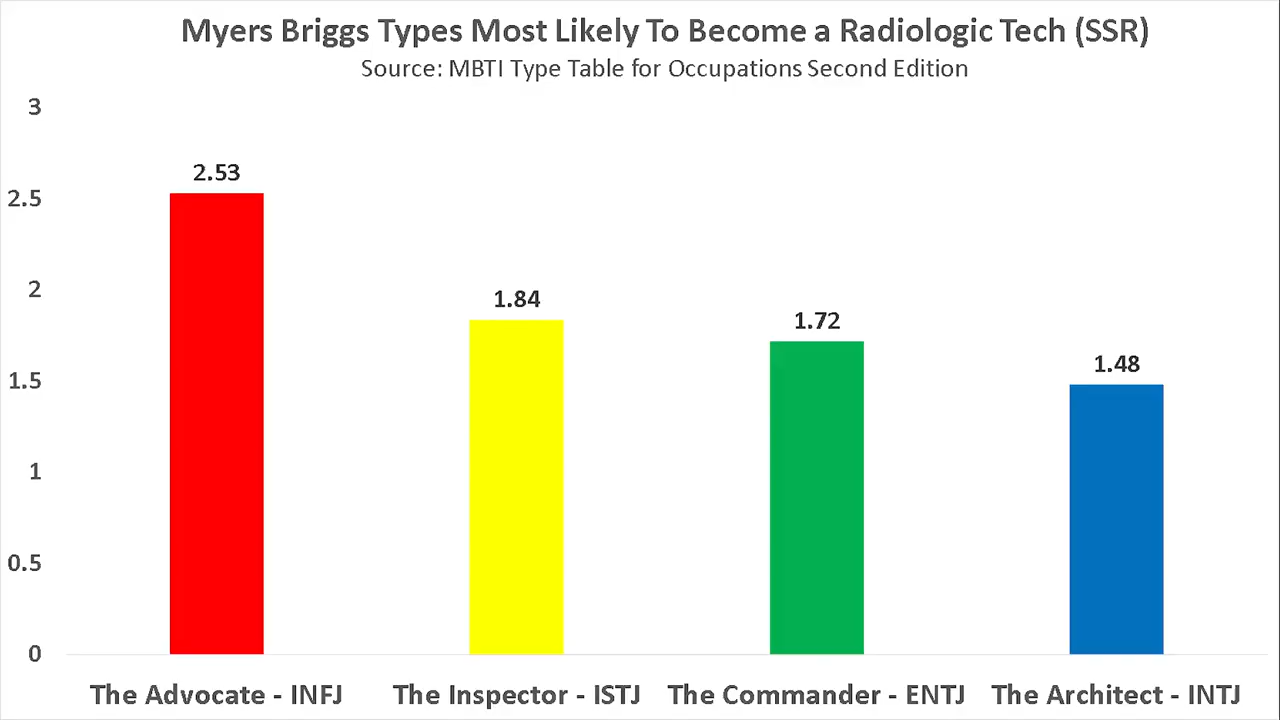 Myers Briggs Types Most Likely To Become a Radiologic Tech (SSR)
Source: MBTI Type Table for Occupations Second Edition
3
2.5
2
1.5
1
0.5
0
2.53
1.84
1.72
1.48
The Advocate - INFJ
The Inspector - ISTJ
The Commander - ENTJ
The Architect - INTJ